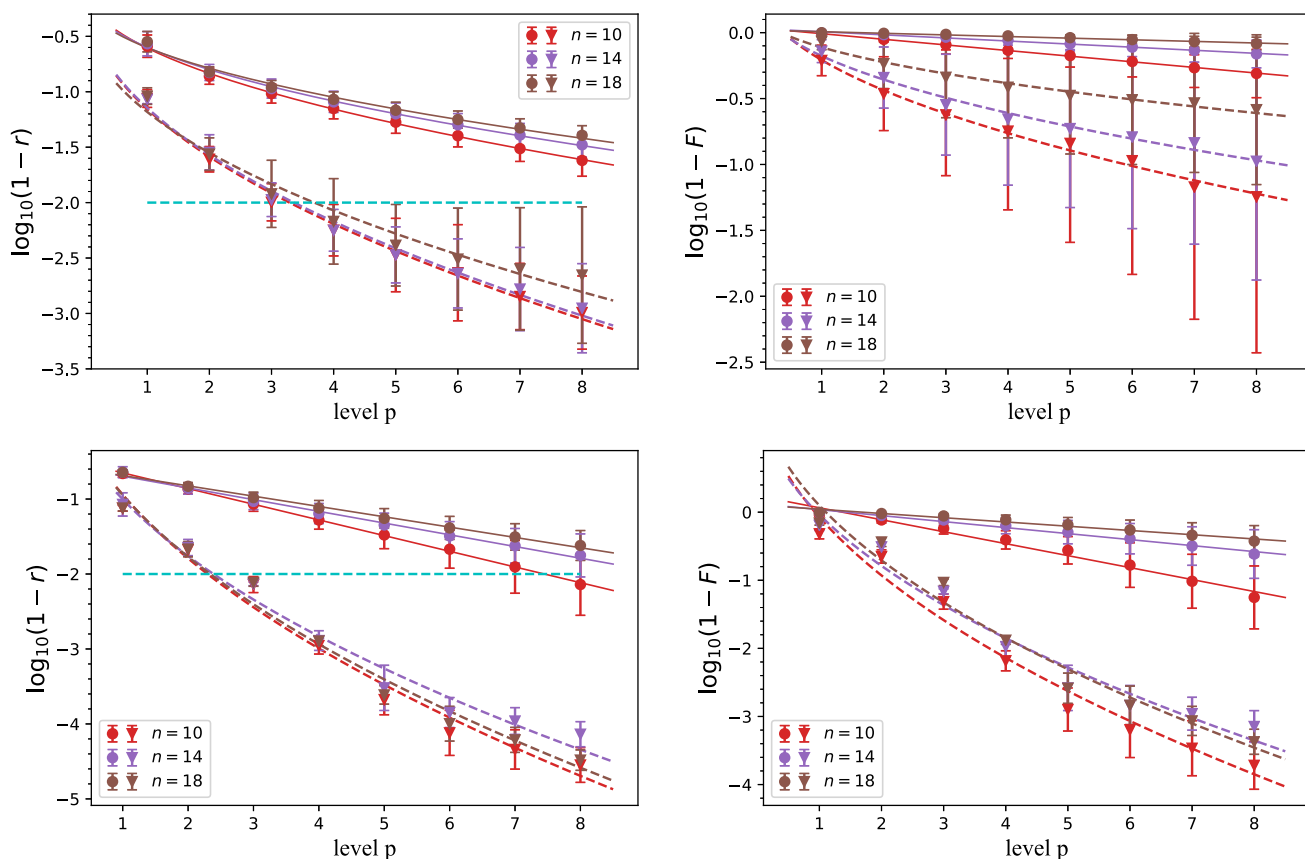 −0.5
−1.0
−1.5
−2.0
−2.5
−3.0
−3.5
log₁₀(1 − r)
1 2 3 4 5 6 7 8
level p
n = 10
n = 14
n = 18
0.0
−0.5
−1.0
−1.5
−2.0
−2.5
log₁₀(1 − F)
n = 10
n = 14
n = 18
1 2 3 4 5 6 7 8
level p
−1
−2
−3
−4
−5
log₁₀(1 − r)
n = 10
n = 14
n = 18
1 2 3 4 5 6 7 8
level p
0
−1
−2
−3
−4
log₁₀(1 − F)
n = 10
n = 14
n = 18
1 2 3 4 5 6 7 8
level p